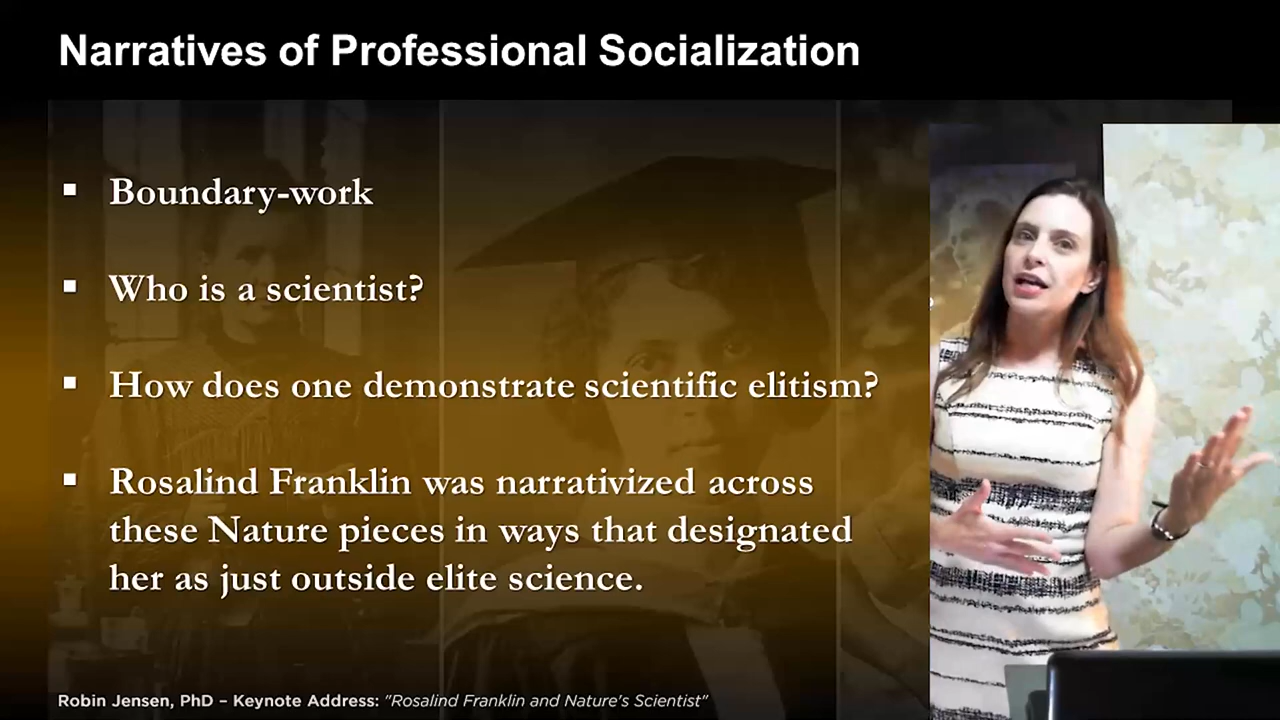 Narratives of Professional Socialization
▪ Boundary-work
▪ Who is a scientist?
▪ How does one demonstrate scientific elitism?
▪ Rosalind Franklin was narrativized across
these Nature pieces in ways that designated
her as just outside elite science.
Robin Jensen, PhD – Keynote Address: "Rosalind Franklin and Nature's Scientist"